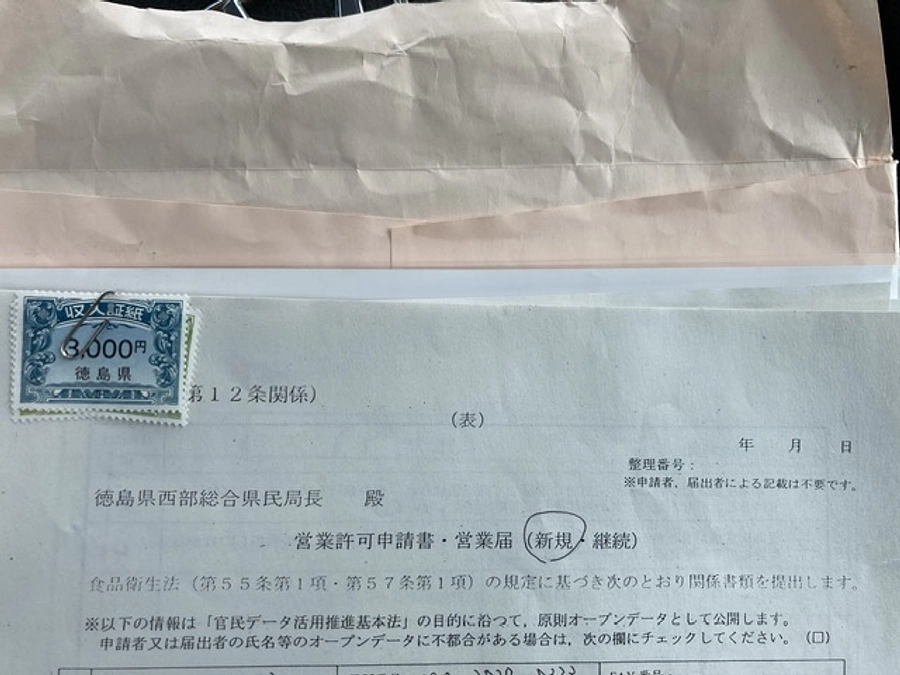 収入証紙
3,000円
徳島県
第12条関係)
(表)
年 月 日
整理番号:
※申請者,届出者による記載は不要です。
徳島県西部総合県民局長 殿
営業許可申請書・営業届(新規・継続)
食品衛生法(第55条第1項・第57条第1項)の規定に基づき次のとおり関係書類を提出します。
※以下の情報は「官民データ活用推進基本法」の目的に沿って,原則オープンデータとして公開します。
申請者又は届出者の氏名等のオープンデータに不都合がある場合は,次の欄にチェックしてください。(□)